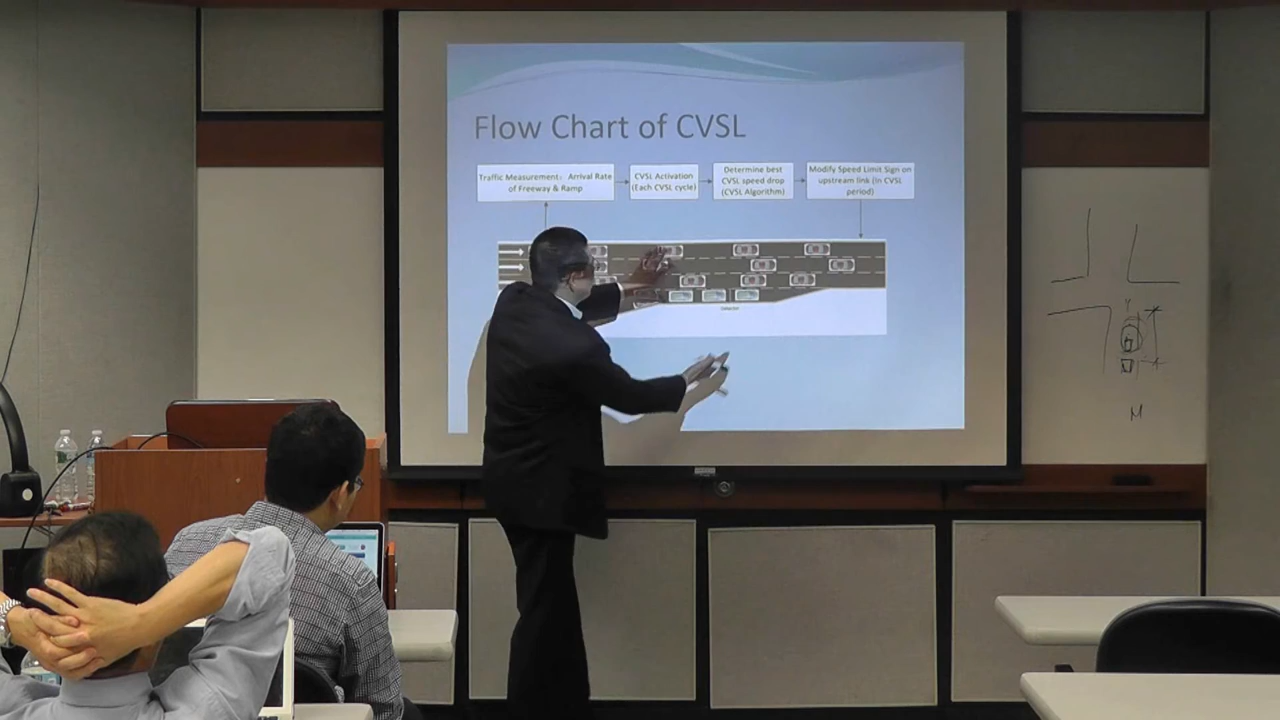 Flow Chart of CVSL
Traffic Measurement: Arrival Rate
of Freeway & Ramp
CVSL Activation
(Each CVSL cycle)
Determine best
CVSL speed drop
(CVSL Algorithm)
Modify Speed Limit Sign on
upstream link (In CVSL
period)
Detector
M